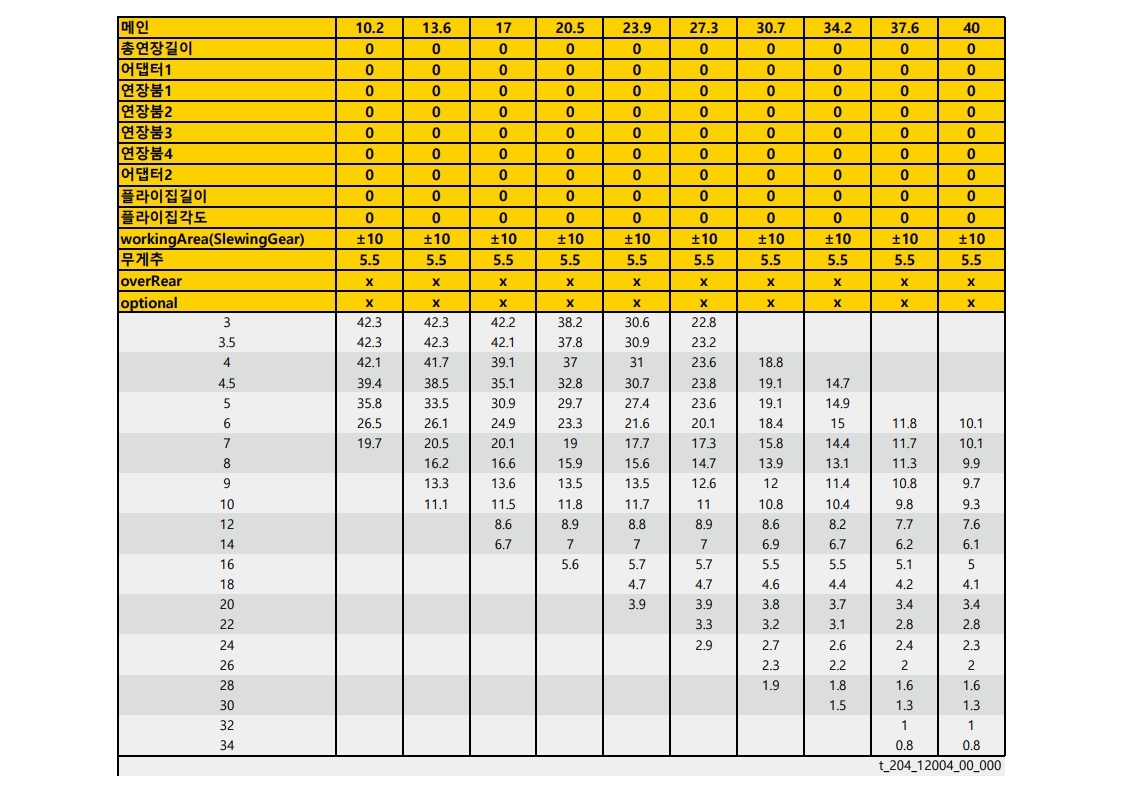 메인 10.2 13.6 17 20.5 23.9 27.3 30.7 34.2 37.6 40
총연장길이 0 0 0 0 0 0 0 0 0 0
어댑터1 0 0 0 0 0 0 0 0 0 0
연장붐1 0 0 0 0 0 0 0 0 0 0
연장붐2 0 0 0 0 0 0 0 0 0 0
연장붐3 0 0 0 0 0 0 0 0 0 0
연장붐4 0 0 0 0 0 0 0 0 0 0
어댑터2 0 0 0 0 0 0 0 0 0 0
플라이집길이 0 0 0 0 0 0 0 0 0 0
플라이집각도 0 0 0 0 0 0 0 0 0 0
workingArea(SlewingGear) ±10 ±10 ±10 ±10 ±10 ±10 ±10 ±10 ±10 ±10
무게추 5.5 5.5 5.5 5.5 5.5 5.5 5.5 5.5 5.5 5.5
overRear x x x x x x x x x x
optional x x x x x x x x x x
3 42.3 42.3 42.2 38.2 30.6 22.8
3.5 42.3 42.3 42.1 37.8 30.9 23.2
4 42.1 41.7 39.1 37 31 23.6 18.8
4.5 39.4 38.5 35.1 32.8 30.7 23.8 19.1 14.7
5 35.8 33.5 30.9 29.7 27.4 23.6 19.1 14.9
6 26.5 26.1 24.9 23.3 21.6 20.1 18.4 15 11.8 10.1
7 19.7 20.5 20.1 19 17.7 17.3 15.8 14.4 11.7 10.1
8 16.2 16.6 15.9 15.6 14.7 13.9 13.1 11.3 9.9
9 13.3 13.6 13.5 13.5 12.6 12 11.4 10.8 9.7
10 11.1 11.5 11.8 11.7 11 10.8 10.4 9.8 9.3
12 8.6 8.9 8.8 8.9 8.6 8.2 7.7 7.6
14 6.7 7 7 7 6.9 6.7 6.2 6.1
16 5.6 5.7 5.7 5.5 5.5 5.1 5
18 4.7 4.7 4.6 4.4 4.2 4.1
20 3.9 3.9 3.8 3.7 3.4 3.4
22 3.3 3.2 3.1 2.8 2.8
24 2.9 2.7 2.6 2.4 2.3
26 2.3 2.2 2 2
28 1.9 1.8 1.6 1.6
30 1.5 1.3 1.3
32 1 1
34 0.8 0.8
t_204_12004_00_000